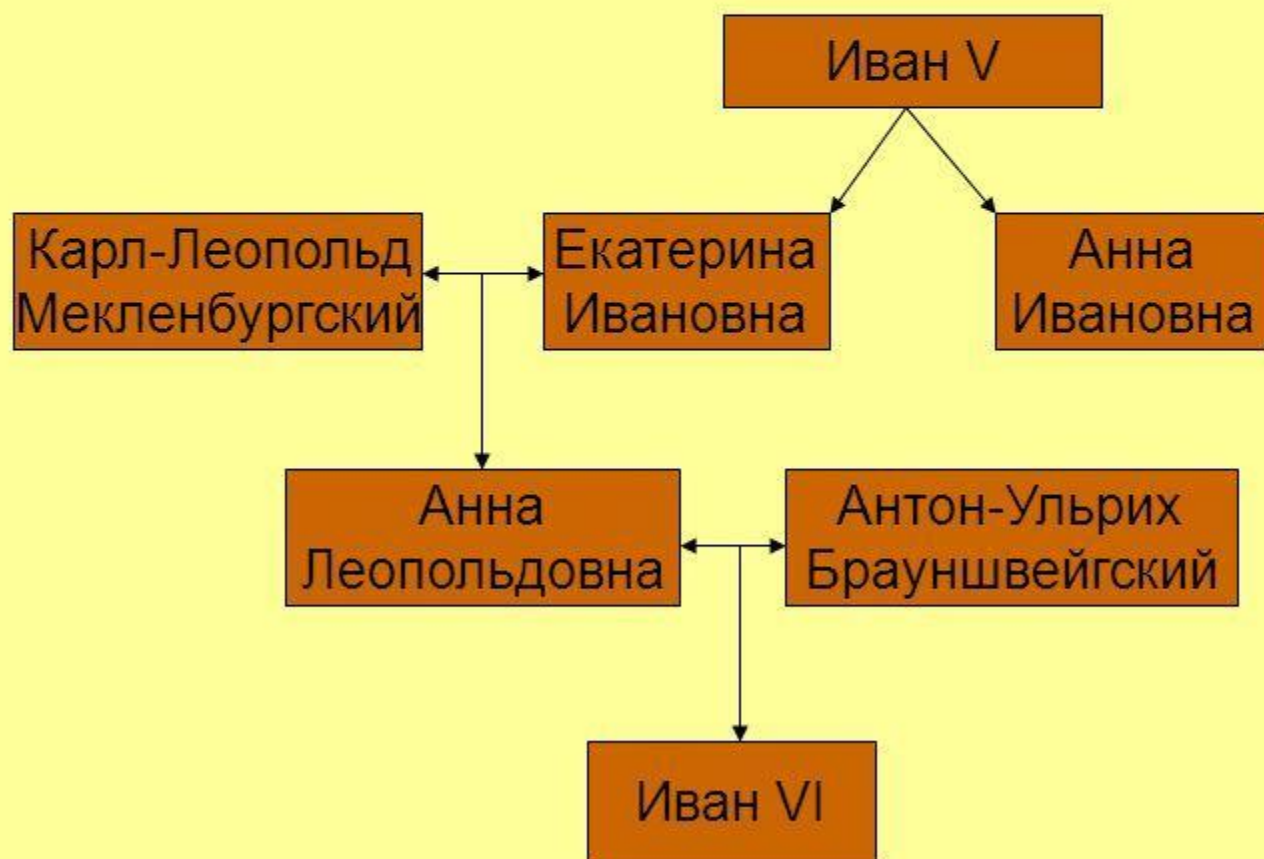 Иван V
Карл-Леопольд
Мекленбургский
Екатерина
Ивановна
Анна
Ивановна
Анна
Леопольдовна
Антон-Ульрих
Брауншвейгский
Иван VI